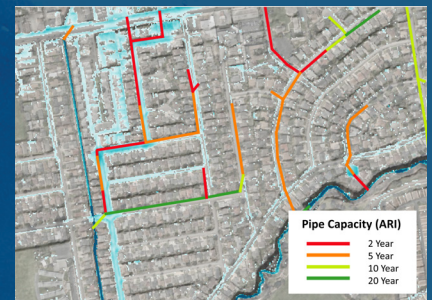 Pipe Capacity (ARI)
2 Year
5 Year
10 Year
20 Year